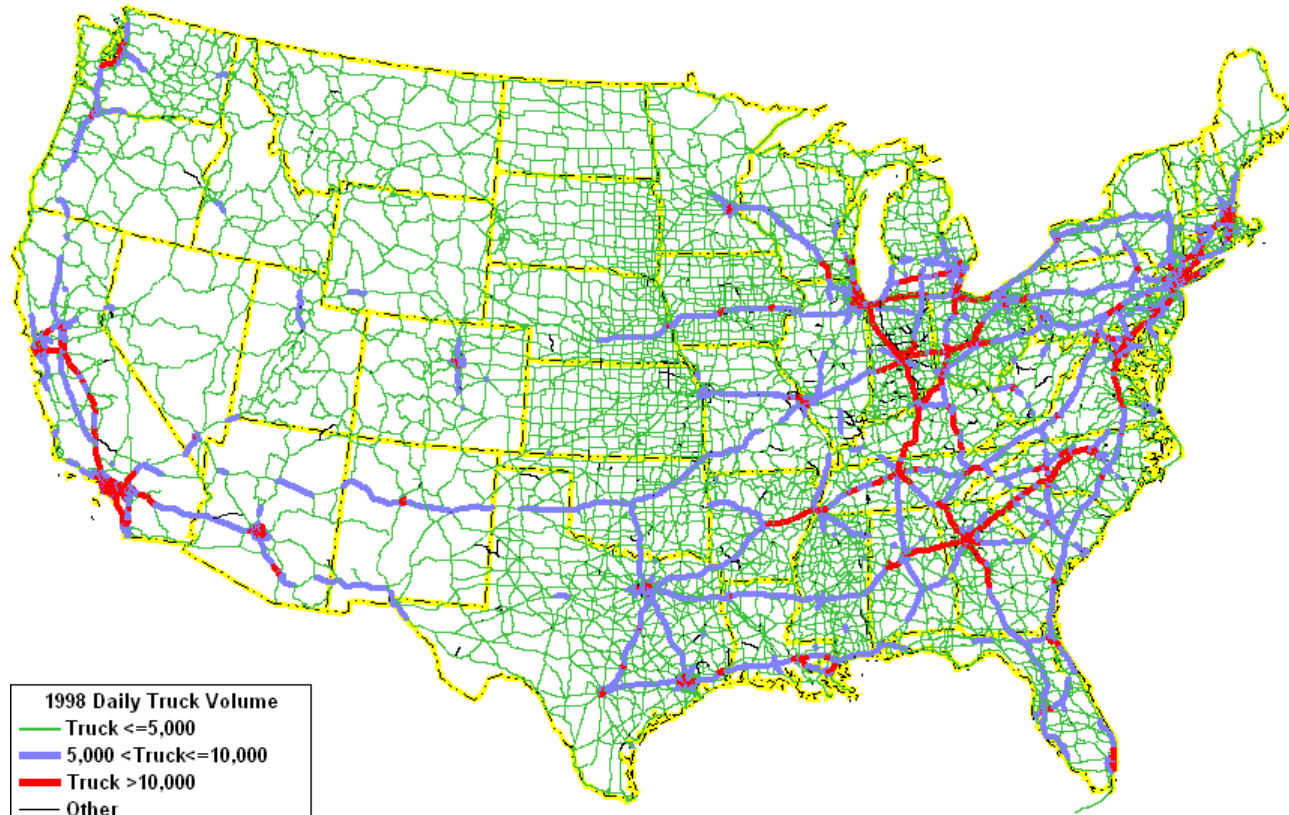 1998 Daily Truck Volume
Truck <=5,000
5,000 <Truck<=10,000
Truck >10,000
Other